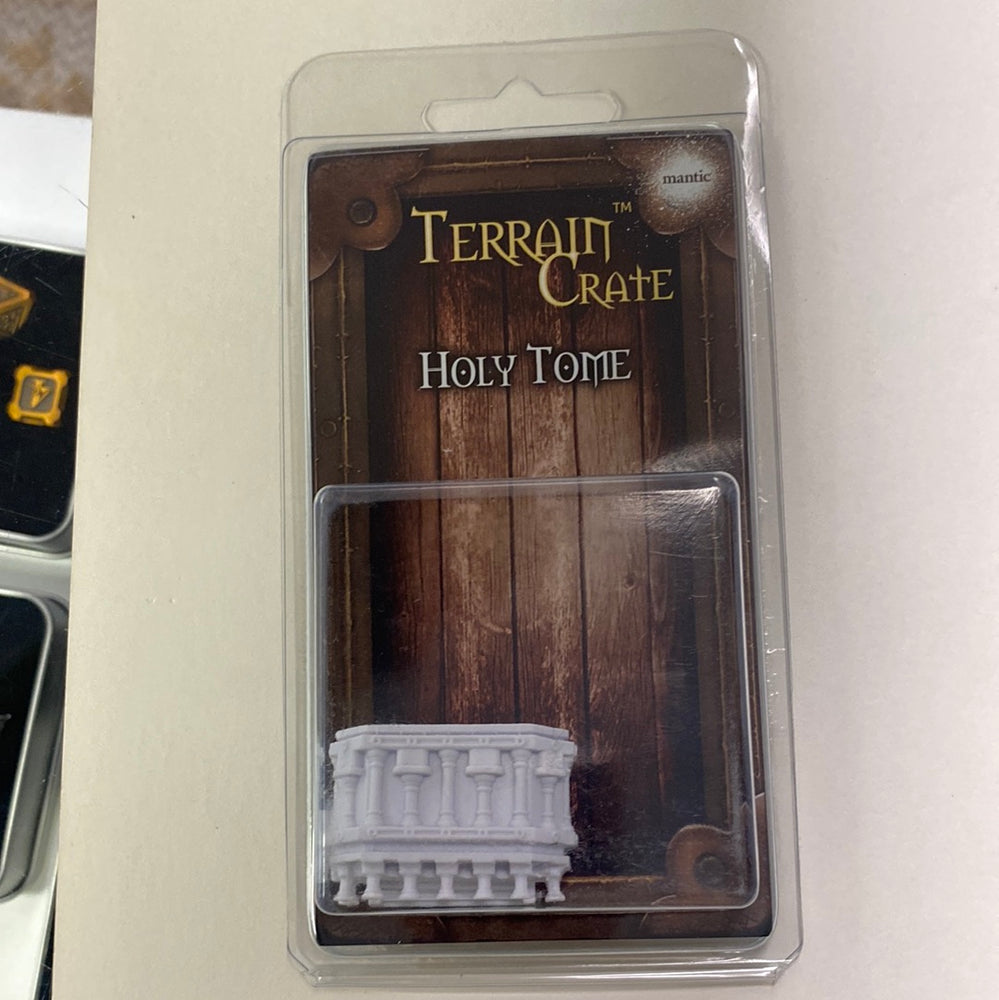 mantic
TERRAIN™
CRATE
HOLY TOME